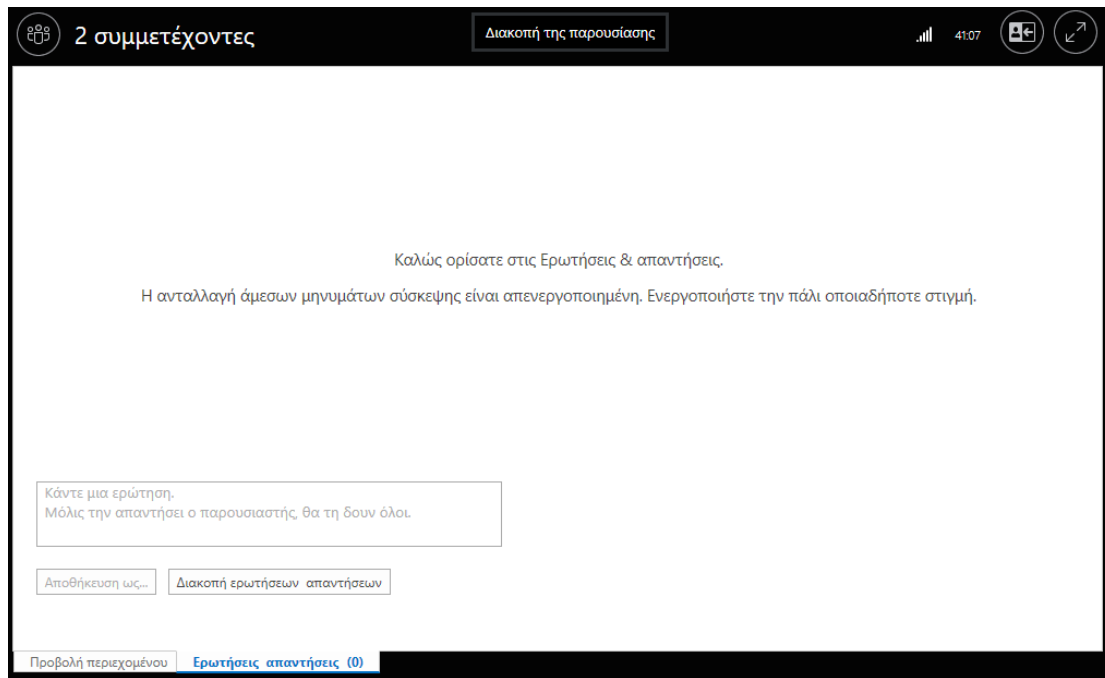 2 συμμετέχοντες
Διακοπή της παρουσίασης
41:07
Καλώς ορίσατε στις Ερωτήσεις & απαντήσεις.
Η ανταλλαγή άμεσων μηνυμάτων σύσκεψης είναι απενεργοποιημένη. Ενεργοποιήστε την πάλι οποιαδήποτε στιγμή.
Κάντε μια ερώτηση.
Μόλις την απαντήσει ο παρουσιαστής, θα τη δουν όλοι.
Αποθήκευση ως...
Διακοπή ερωτήσεων απαντήσεων
Προβολή περιεχομένου
Ερωτήσεις απαντήσεις (0)